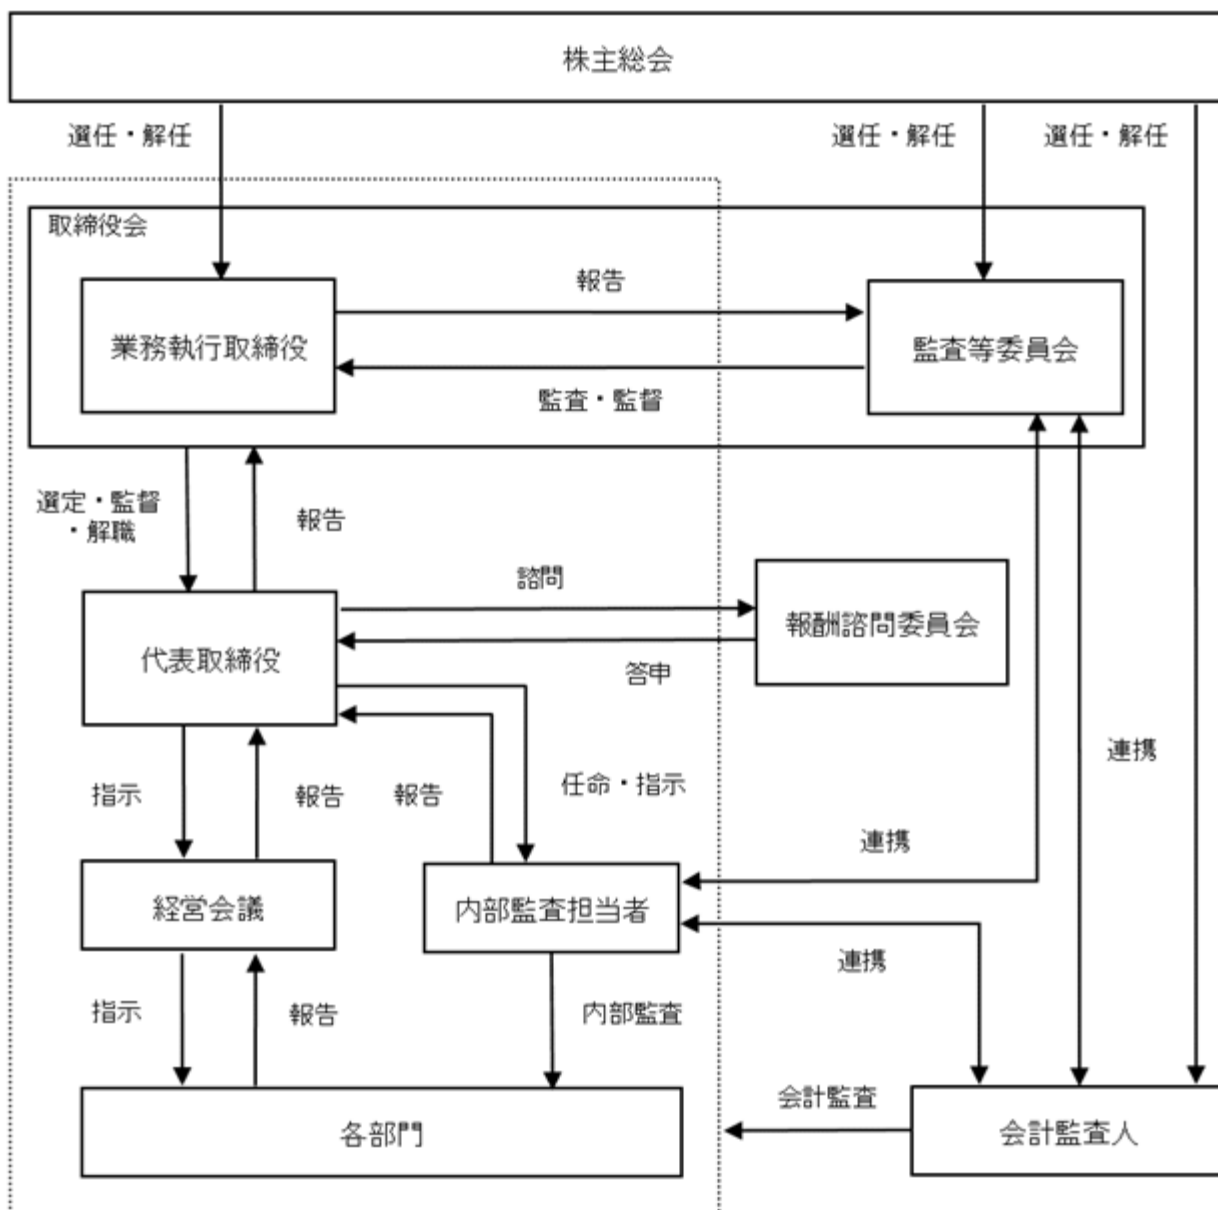 株主総会
選任・解任
選任・解任
選任・解任
取締役会
報告
業務執行取締役
監査等委員会
監査・監督
選定・監督
・解職
報告
諮問
報酬諮問委員会
代表取締役
答申
指示
報告
報告
任命・指示
連携
連携
経営会議
内部監査担当者
連携
指示
報告
内部監査
会計監査
各部門
会計監査人